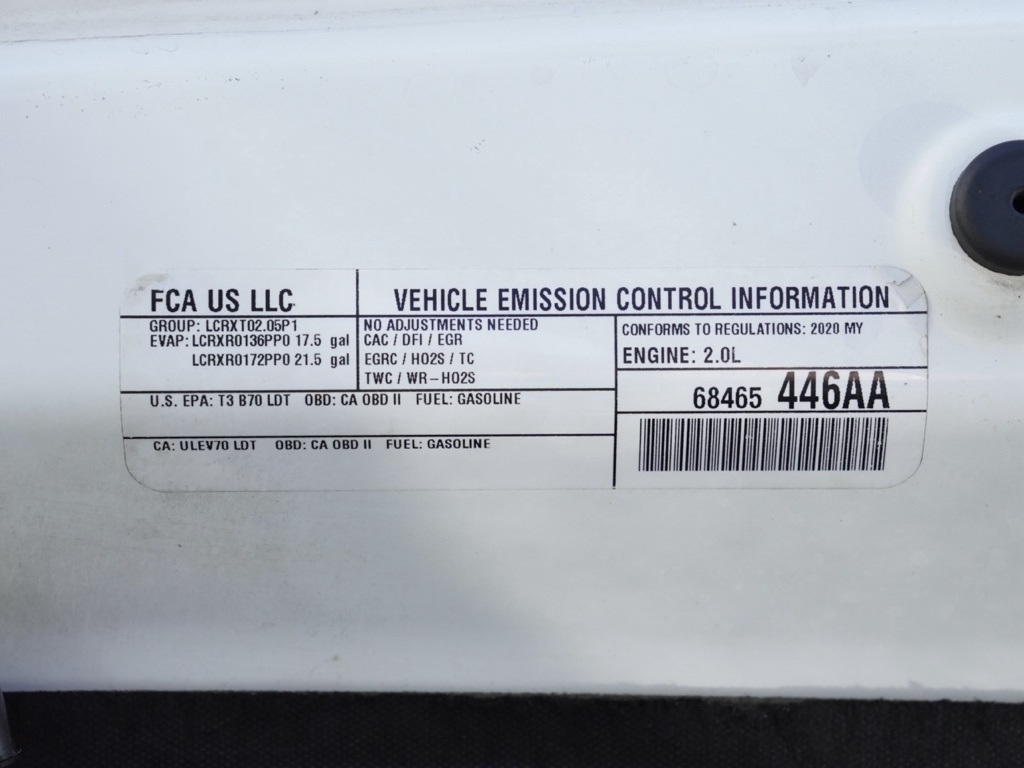 FCA US LLC
VEHICLE EMISSION CONTROL INFORMATION
GROUP: LCRXT02.05P1
EVAP: LCRXR0136PP0 17.5 gal
LCRXR0172PP0 21.5 gal
NO ADJUSTMENTS NEEDED
CAC / DFI / EGR
EGRC / HO2S / TC
TWC / WR-HO2S
CONFORMS TO REGULATIONS: 2020 MY
ENGINE: 2.0L
68465 446AA
U.S. EPA: T3 B70 LDT OBD: CA OBD II FUEL: GASOLINE
CA: ULEV70 LDT OBD: CA OBD II FUEL: GASOLINE